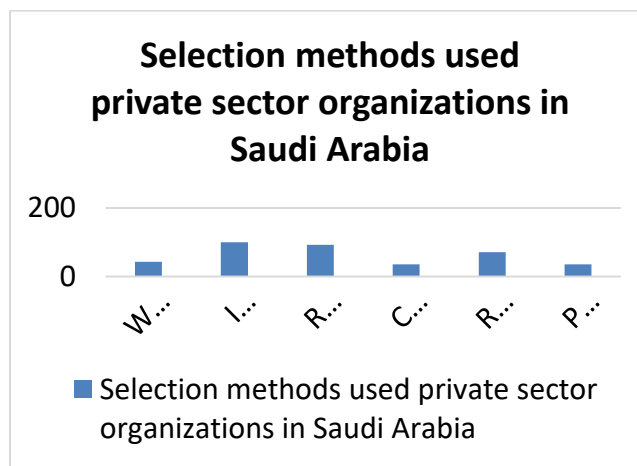 Selection methods used
private sector organizations in
Saudi Arabia
200
0
W...
I...
R...
C...
R...
P...
Selection methods used private sector
organizations in Saudi Arabia